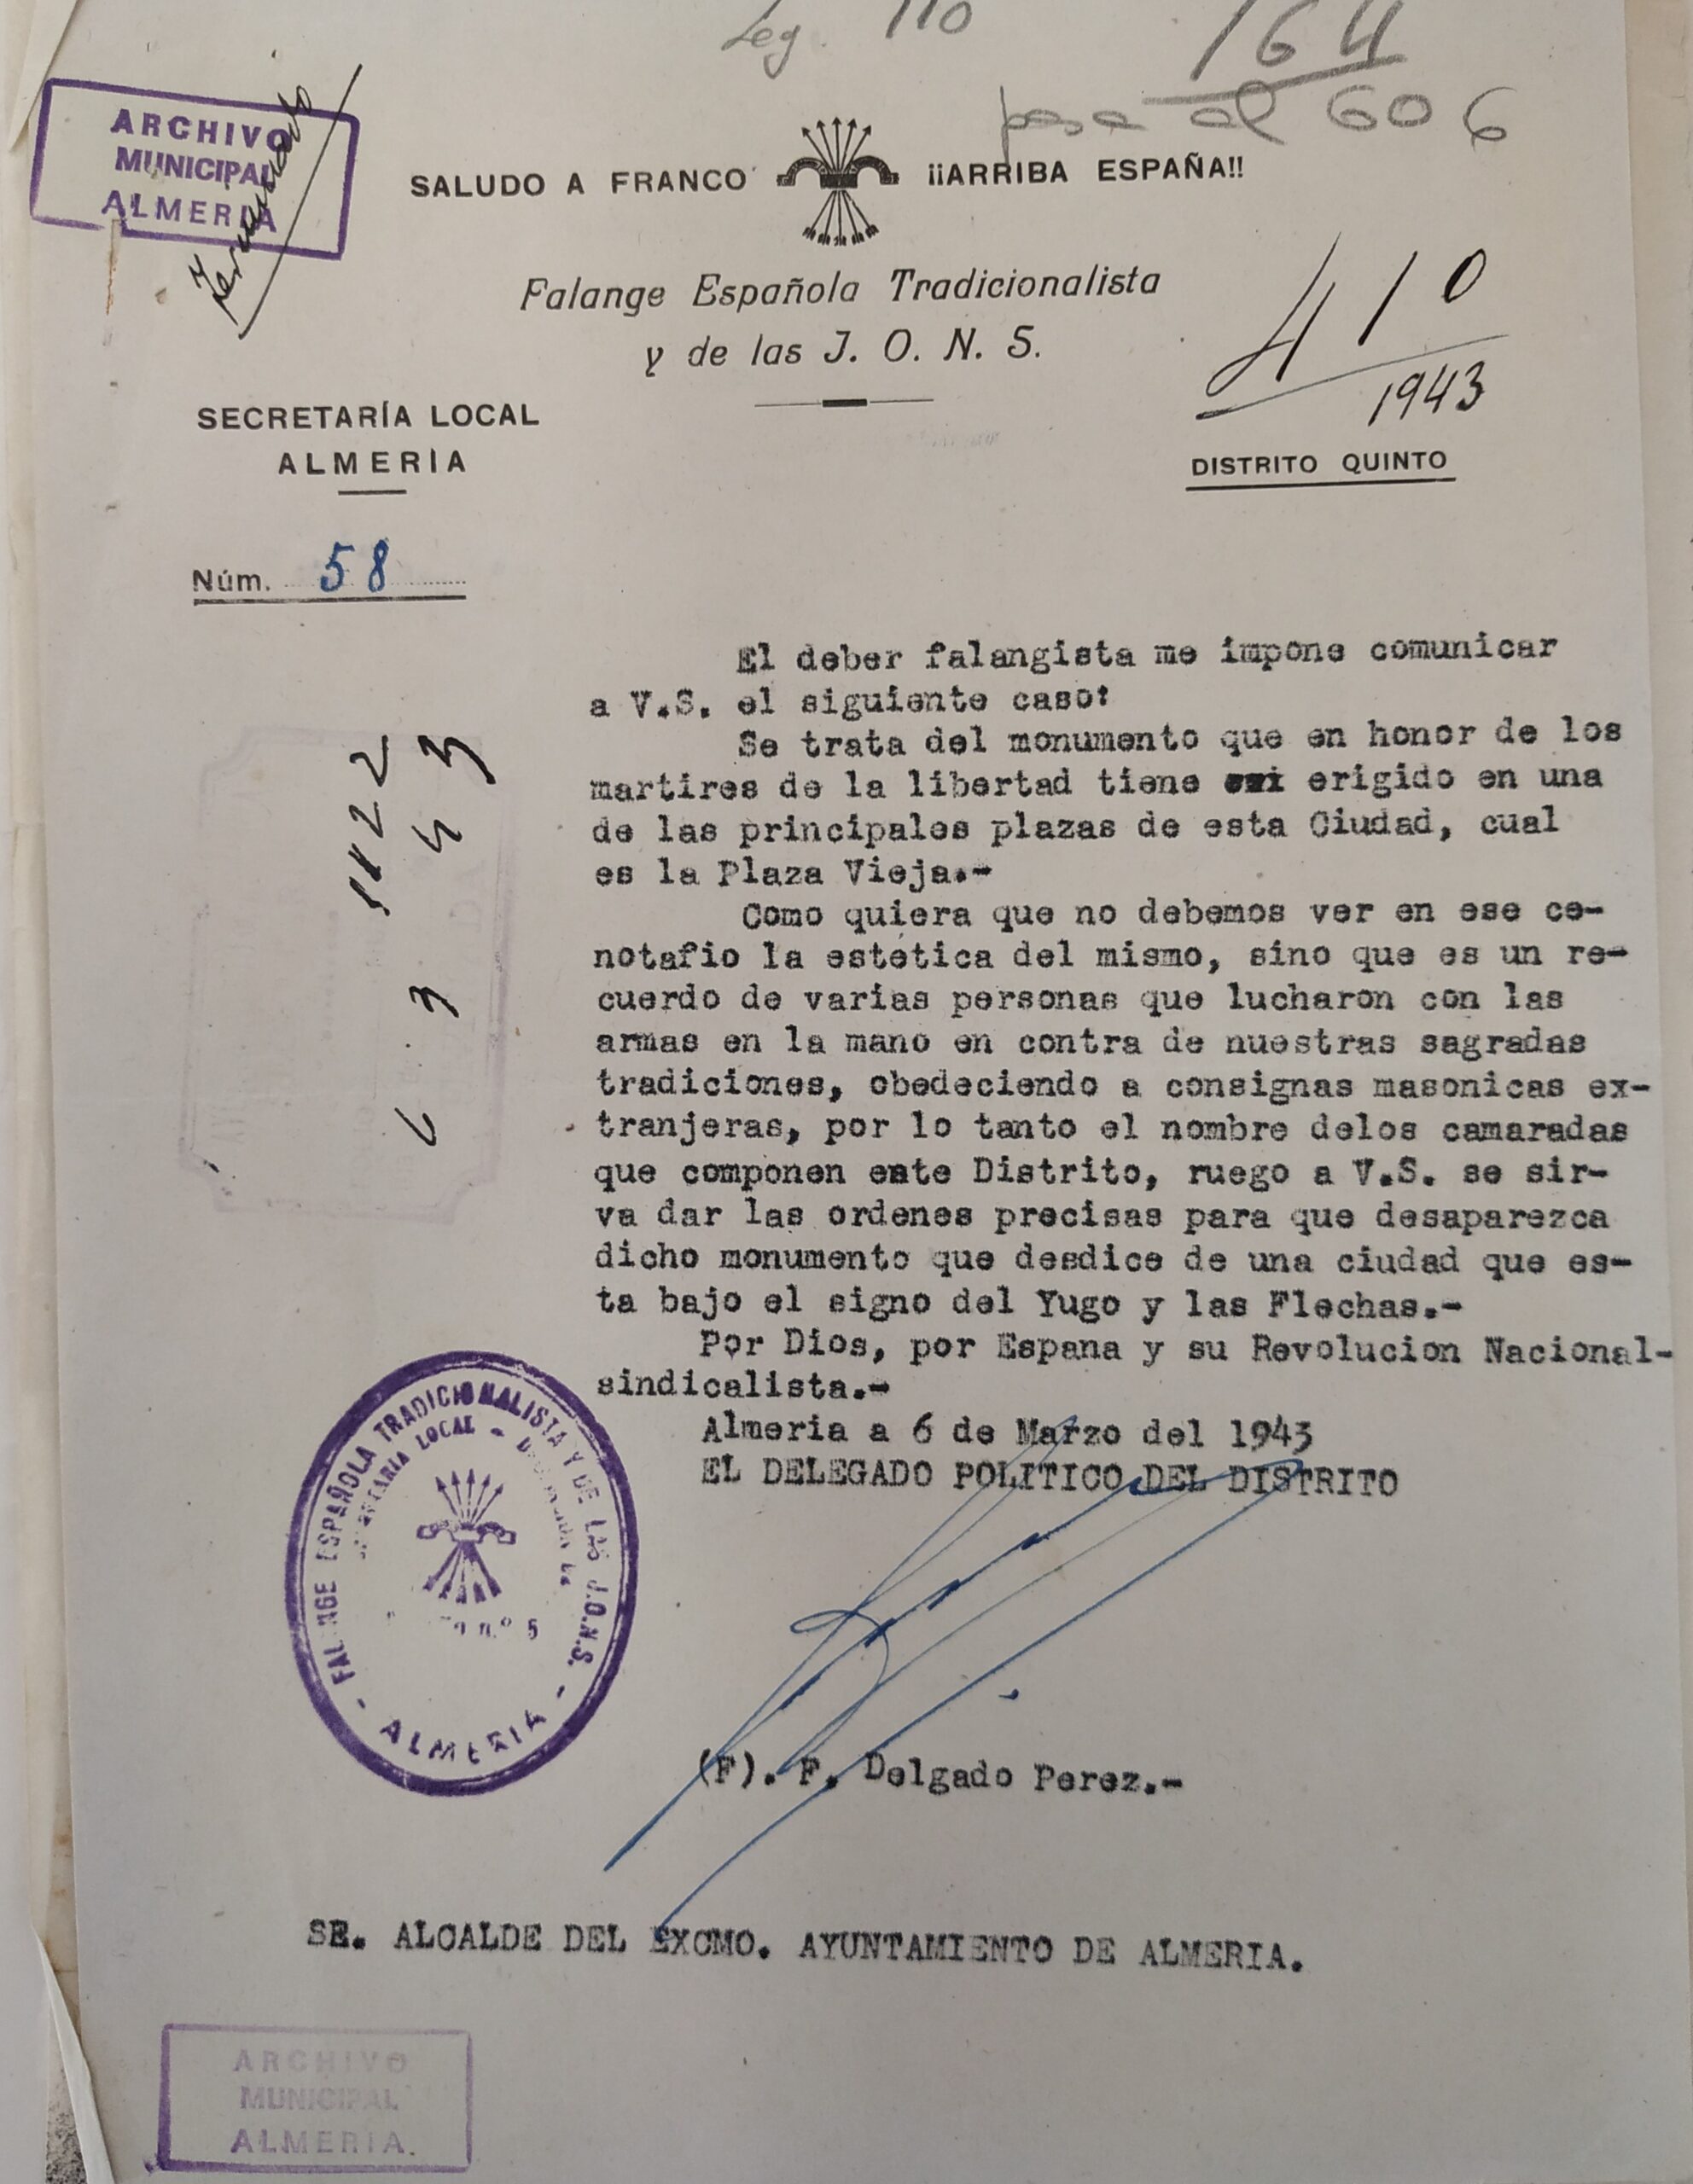 Leg. 110
164
pasa al 606
ARCHIVO
MUNICIPAL
ALMERIA
Terminado
SALUDO A FRANCO ¡¡ARRIBA ESPAÑA!!
Falange Española Tradicionalista
y de las J. O. N. S.
410
1943
SECRETARÍA LOCAL
ALMERÍA
DISTRITO QUINTO
Núm. 58
El deber falangista me impone comunicar
a V.S. el siguiente caso:
Se trata del monumento que en honor de los
martires de la libertad tiene erigido en una
de las principales plazas de esta Ciudad, cual
es la Plaza Vieja.-
Como quiera que no debemos ver en ese ce-
notafio la estetica del mismo, sino que es un re-
cuerdo de varias personas que lucharon con las
armas en la mano en contra de nuestras sagradas
tradiciones, obedeciendo a consignas masonicas ex-
tranjeras, por lo tanto el nombre delos camaradas
que componen este Distrito, ruego a V.S. se sir-
va dar las ordenes precisas para que desaparezca
dicho monumento que desdice de una ciudad que es-
ta bajo el signo del Yugo y las Flechas.-
Por Dios, por Espana y su Revolucion Nacional-
sindicalista.-
Almeria a 6 de Marzo del 1943
EL DELEGADO POLITICO DEL DISTRITO
FALANGE ESPAÑOLA TRADICIONALISTA Y DE LAS J.O.N.S.
SECRETARIA LOCAL
n.º 5
- ALMERIA -
(F). F. Delgado Perez.-
SR. ALCALDE DEL EXCMO. AYUNTAMIENTO DE ALMERIA.
ARCHIVO
MUNICIPAL
ALMERIA.